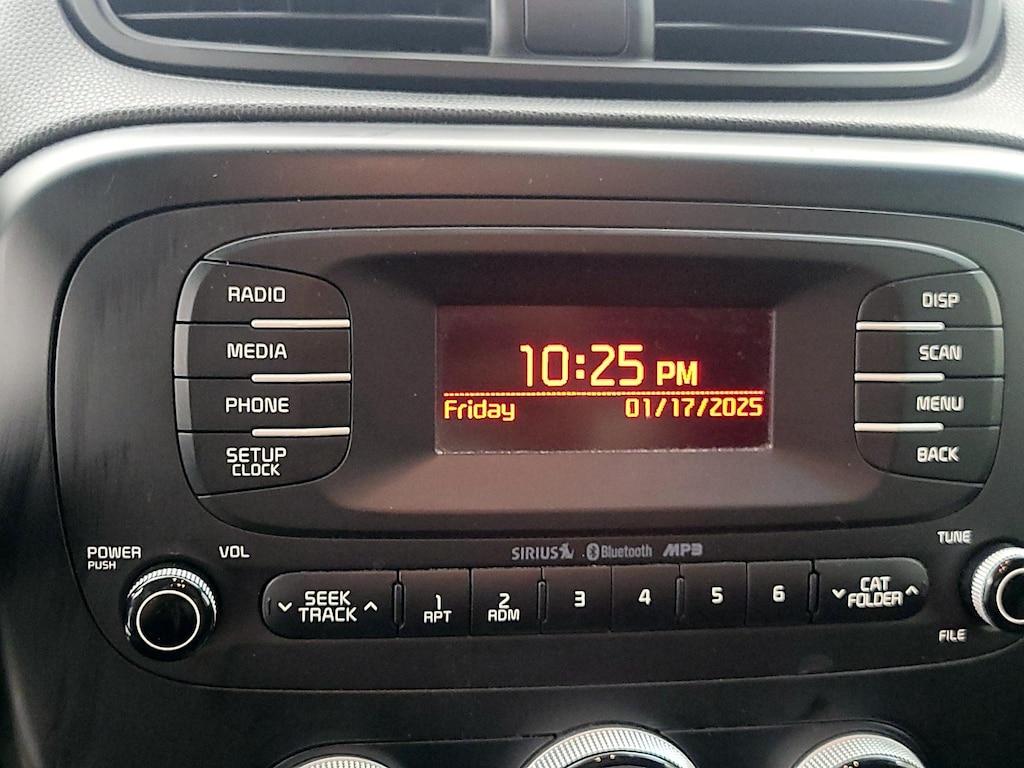 RADIO
MEDIA
PHONE
SETUP
CLOCK
10:25 PM
Friday 01/17/2025
DISP
SCAN
MENU
BACK
POWER
PUSH
VOL
SIRIUS Bluetooth MP3
TUNE
SEEK
TRACK
1
RPT
2
RDM
3
4
5
6
CAT
FOLDER
FILE